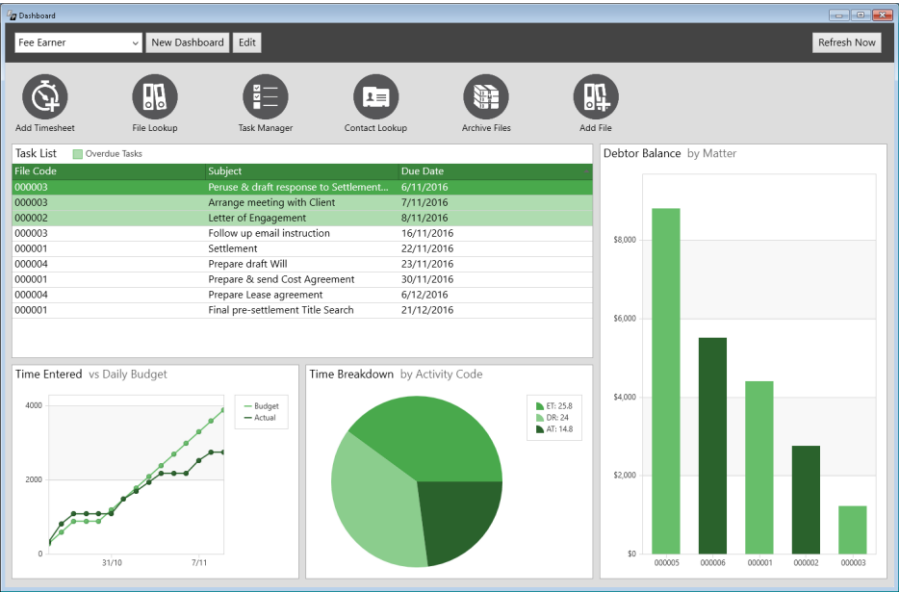 Dashboard
Fee Earner New Dashboard Edit Refresh Now
Add Timesheet File Lookup Task Manager Contact Lookup Archive Files Add File
Task List Overdue Tasks
File Code Subject Due Date
000003 Peruse & draft response to Settlement... 6/11/2016
000003 Arrange meeting with Client 7/11/2016
000002 Letter of Engagement 8/11/2016
000003 Follow up email instruction 16/11/2016
000001 Settlement 22/11/2016
000004 Prepare draft Will 23/11/2016
000001 Prepare & send Cost Agreement 30/11/2016
000004 Prepare Lease agreement 6/12/2016
000001 Final pre-settlement Title Search 21/12/2016
Debtor Balance by Matter
$8,000
$6,000
$4,000
$2,000
$0
000005 000006 000001 000002 000003
Time Entered vs Daily Budget
4000
2000
0
31/10 7/11
Budget
Actual
Time Breakdown by Activity Code
ET: 25.8
DR: 24
AT: 14.8